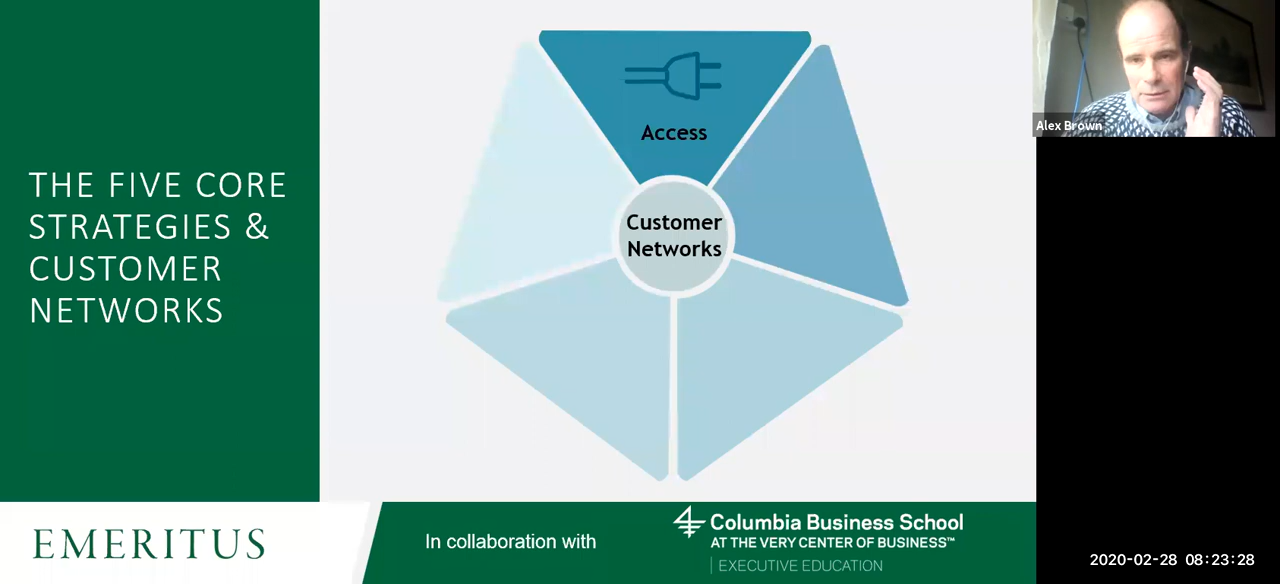 THE FIVE CORE
STRATEGIES &
CUSTOMER
NETWORKS
Access
Customer
Networks
Alex Brown
EMERITUS
In collaboration with
Columbia Business School
AT THE VERY CENTER OF BUSINESS™
EXECUTIVE EDUCATION
2020-02-28 08:23:28